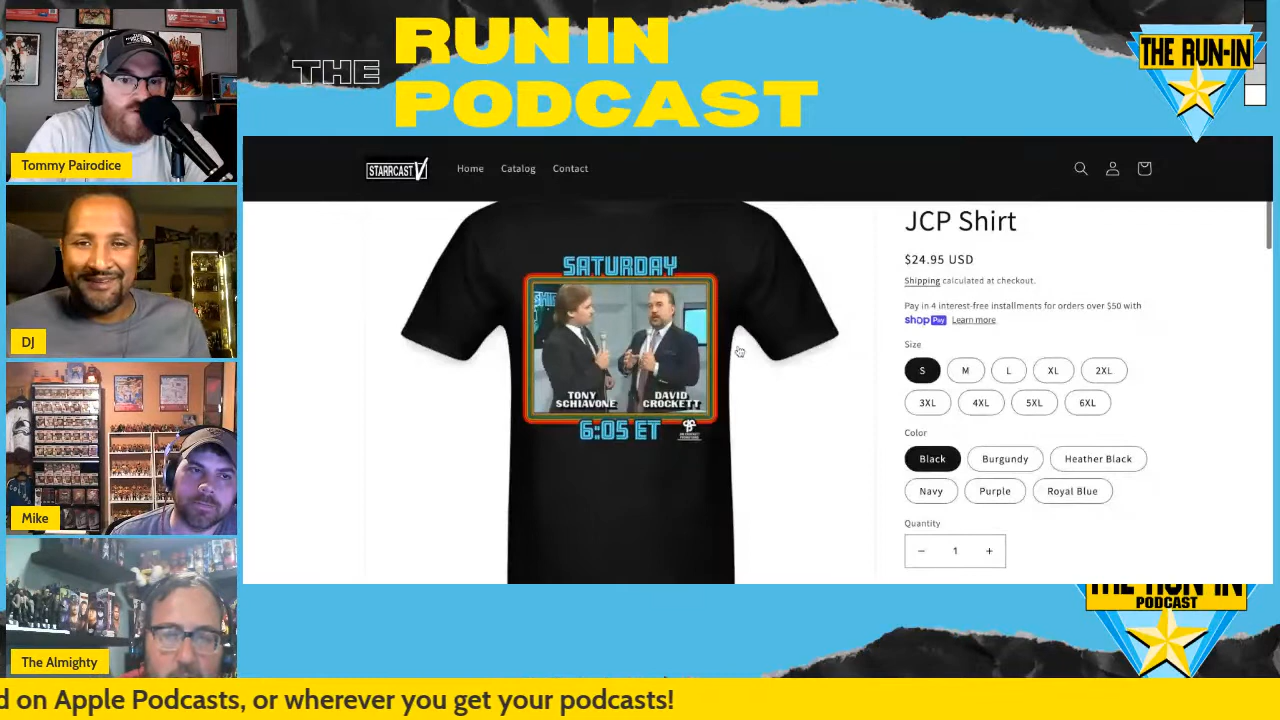 THE
RUN IN
PODCAST
THE RUN-IN
Tommy Pairodice
DJ
Mike
The Almighty
STARRCAST V
Home
Catalog
Contact
SATURDAY
TONY
SCHIAVONE
DAVID
CROCKETT
6:05 ET
JCP Shirt
$24.95 USD
Shipping calculated at checkout.
Pay in 4 interest-free installments for orders over $50 with
shop Pay Learn more
Size
S
M
L
XL
2XL
3XL
4XL
5XL
6XL
Color
Black
Burgundy
Heather Black
Navy
Purple
Royal Blue
Quantity
− 1 +
THE RUN-IN
PODCAST
d on Apple Podcasts, or wherever you get your podcasts!